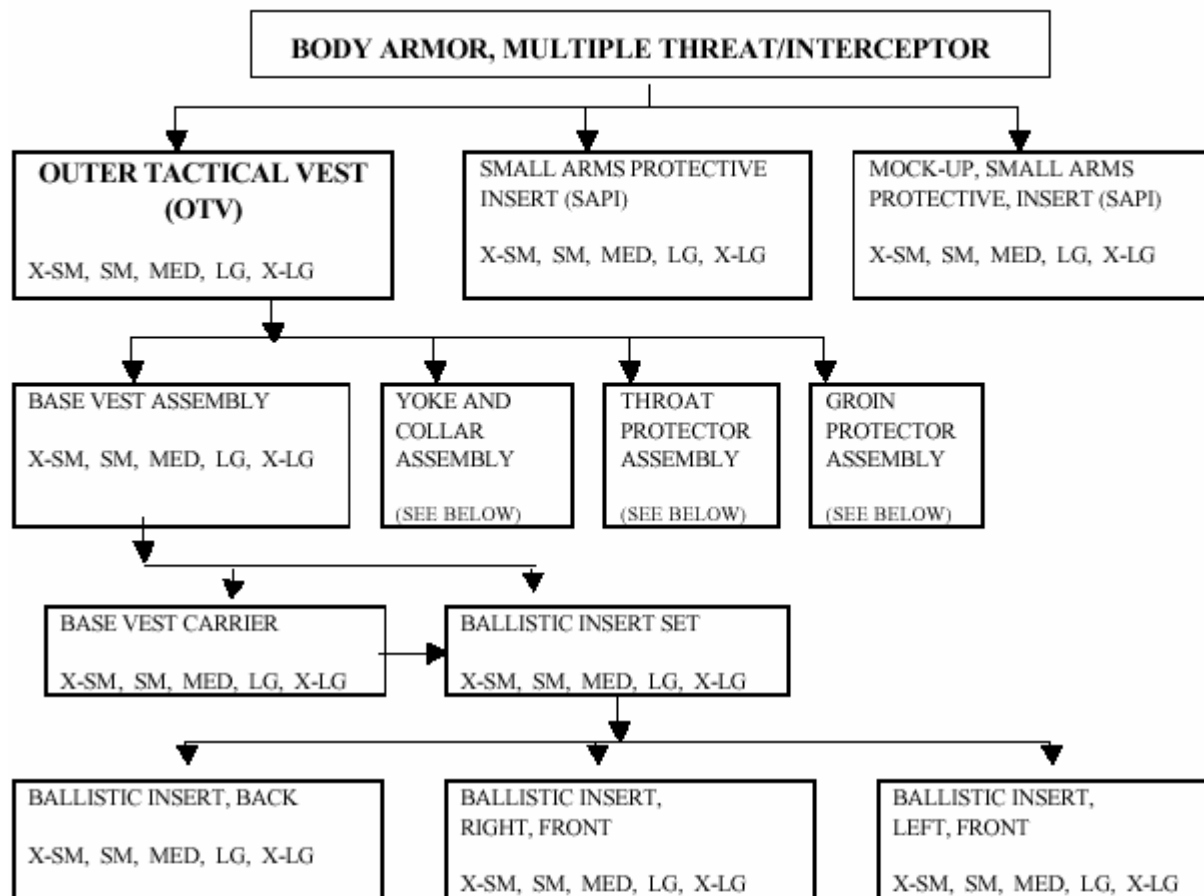 BODY ARMOR, MULTIPLE THREAT/INTERCEPTOR
OUTER TACTICAL VEST
(OTV)
X-SM, SM, MED, LG, X-LG
SMALL ARMS PROTECTIVE
INSERT (SAPI)
X-SM, SM, MED, LG, X-LG
MOCK-UP, SMALL ARMS
PROTECTIVE, INSERT (SAPI)
X-SM, SM, MED, LG, X-LG
BASE VEST ASSEMBLY
X-SM, SM, MED, LG, X-LG
YOKE AND
COLLAR
ASSEMBLY
(SEE BELOW)
THROAT
PROTECTOR
ASSEMBLY
(SEE BELOW)
GROIN
PROTECTOR
ASSEMBLY
(SEE BELOW)
BASE VEST CARRIER
X-SM, SM, MED, LG, X-LG
BALLISTIC INSERT SET
X-SM, SM, MED, LG, X-LG
BALLISTIC INSERT, BACK
X-SM, SM, MED, LG, X-LG
BALLISTIC INSERT,
RIGHT, FRONT
X-SM, SM, MED, LG, X-LG
BALLISTIC INSERT,
LEFT, FRONT
X-SM, SM, MED, LG, X-LG